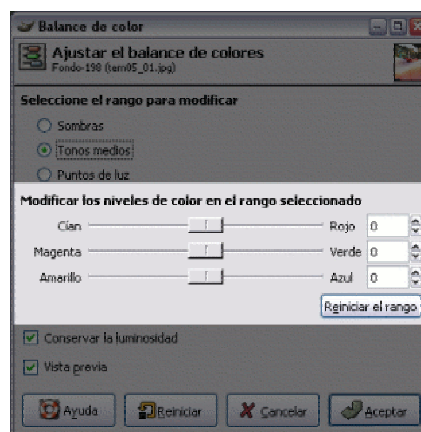 Balance de color
Ajustar el balance de colores
Fondo-198 (tem05_01.jpg)
Seleccione el rango para modificar
Sombras
Tonos medios
Puntos de luz
Modificar los niveles de color en el rango seleccionado
Cían Rojo 0
Magenta Verde 0
Amarillo Azul 0
Reiniciar el rango
Conservar la luminosidad
Vista previa
Ayuda Reiniciar Cancelar Aceptar